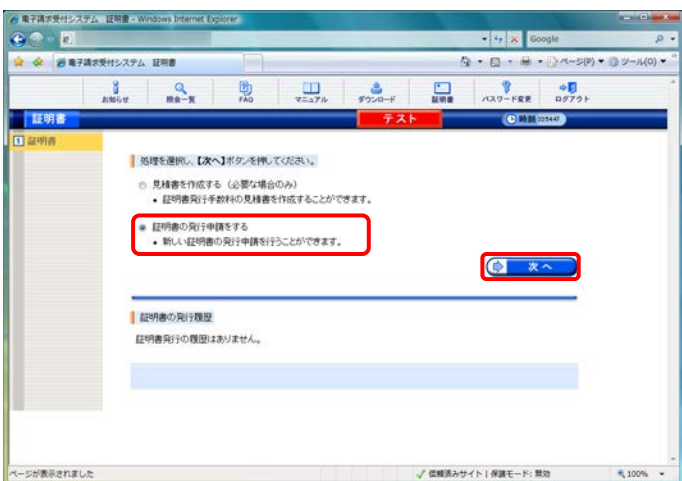 電子請求受付システム 証明書 - Windows Internet Explorer
Google
電子請求受付システム 証明書
ページ(P) ツール(O)
お知らせ 照会一覧 FAQ マニュアル ダウンロード 証明書 パスワード変更 ログアウト
証明書 テスト 時刻
1 証明書
処理を選択し、【次へ】ボタンを押してください。
見積書を作成する（必要な場合のみ）
• 証明書発行手数料の見積書を作成することができます。
証明書の発行申請をする
• 新しい証明書の発行申請を行うことができます。
次へ
証明書の発行履歴
証明書発行の履歴はありません。
ページが表示されました 信頼済みサイト | 保護モード: 無効 100%